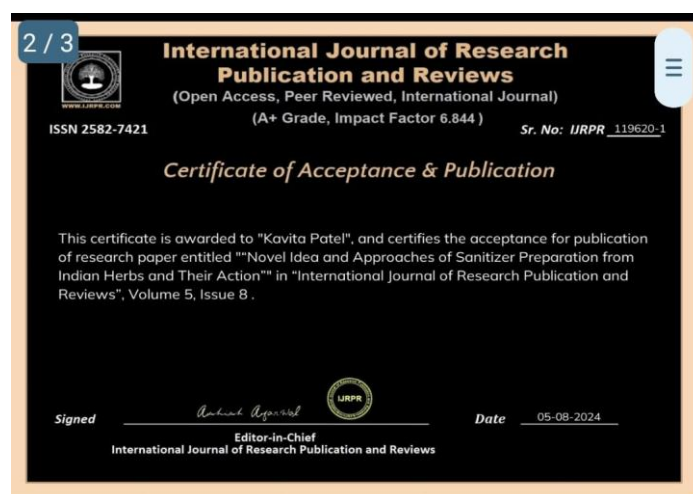 2 / 3
International Journal of Research
Publication and Reviews
(Open Access, Peer Reviewed, International Journal)
(A+ Grade, Impact Factor 6.844 )
WWW.IJRPR.COM
ISSN 2582-7421
Sr. No: IJRPR 119620-1
Certificate of Acceptance & Publication
This certificate is awarded to "Kavita Patel", and certifies the acceptance for publication
of research paper entitled "“Novel Idea and Approaches of Sanitizer Preparation from
Indian Herbs and Their Action”" in “International Journal of Research Publication and
Reviews”, Volume 5, Issue 8 .
IJRPR
Signed
Date 05-08-2024
Editor-in-Chief
International Journal of Research Publication and Reviews